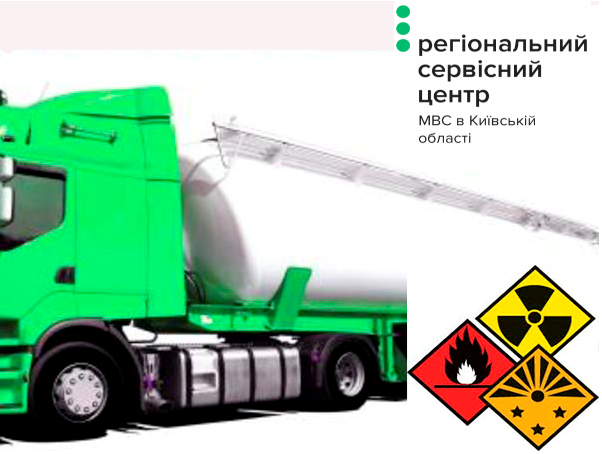 регіональний
сервісний
центр
МВС в Київській
області